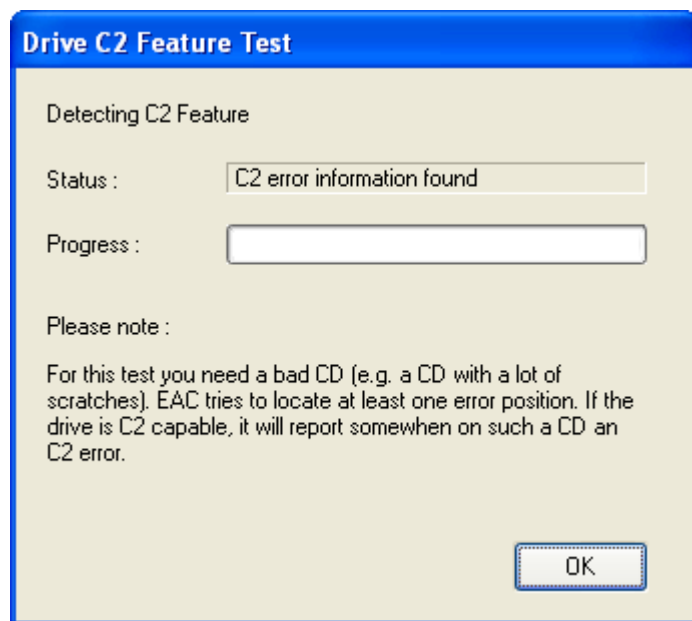 Drive C2 Feature Test
Detecting C2 Feature
Status : C2 error information found
Progress :
Please note :
For this test you need a bad CD (e.g. a CD with a lot of
scratches). EAC tries to locate at least one error position. If the
drive is C2 capable, it will report somewhen on such a CD an
C2 error.
OK